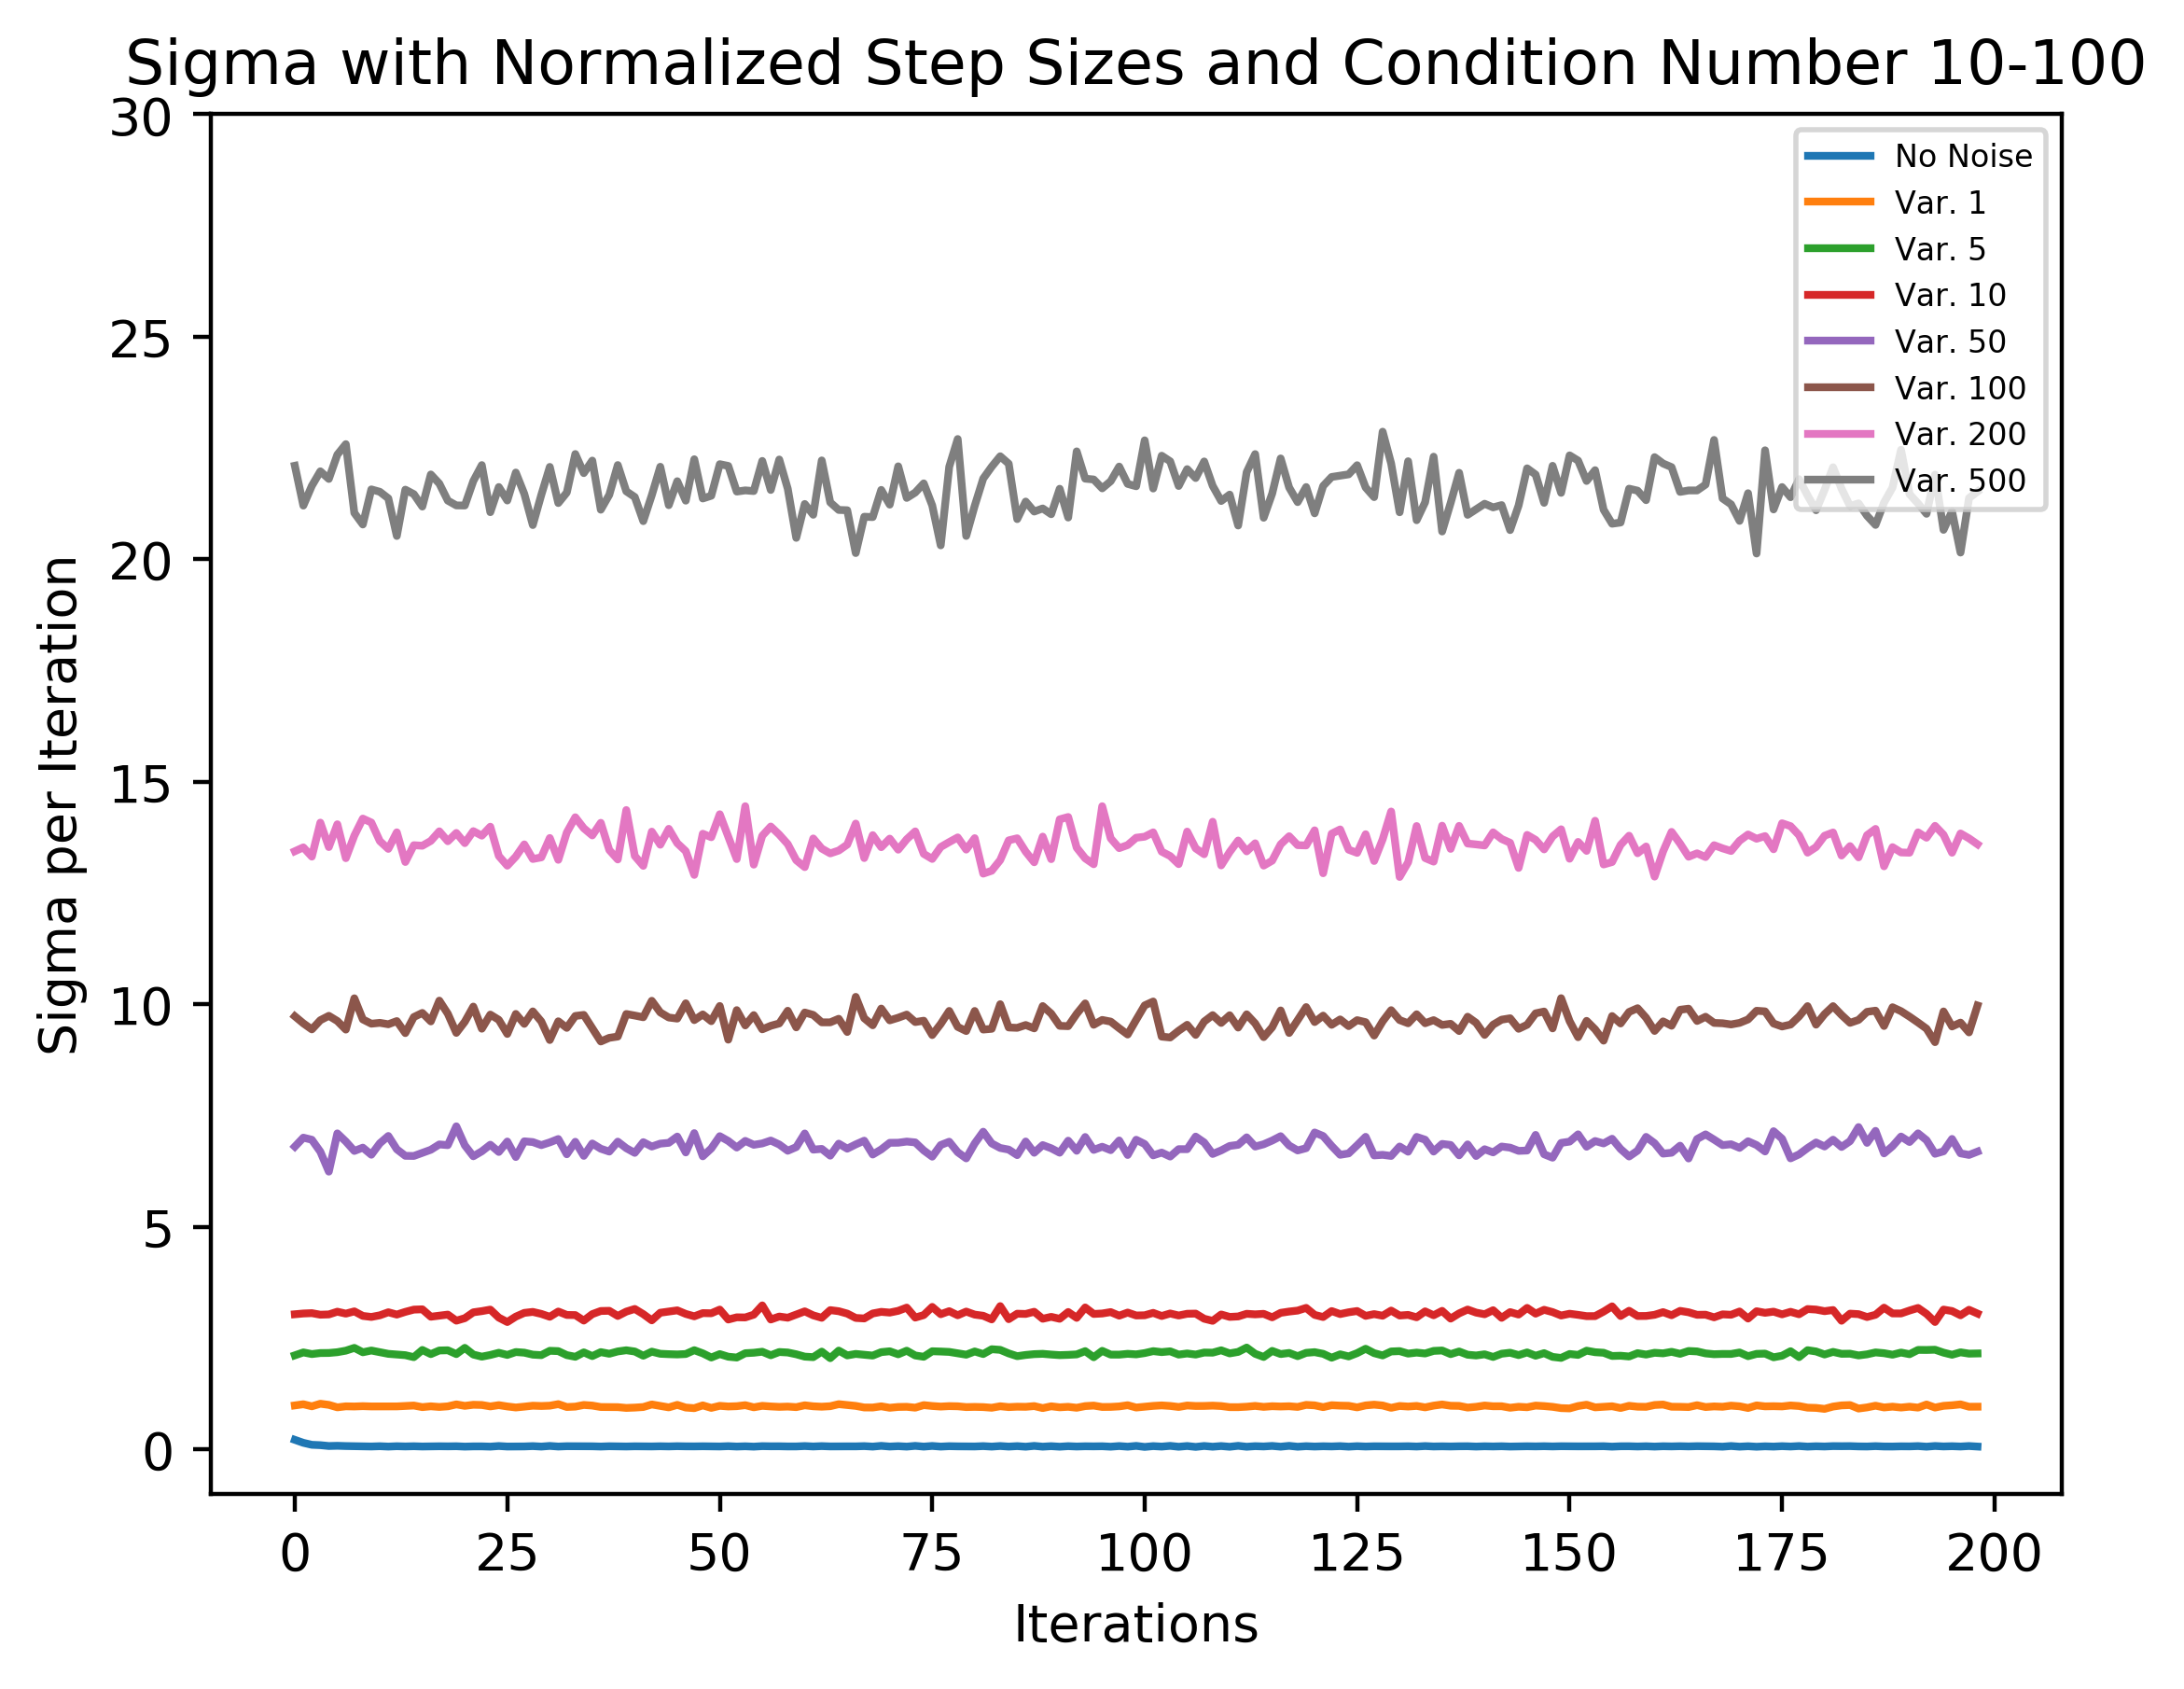 Sigma with Normalized Step Sizes and Condition Number 10-100
30
25
20
15
10
5
0
Sigma per Iteration
No Noise
Var. 1
Var. 5
Var. 10
Var. 50
Var. 100
Var. 200
Var. 500
0 25 50 75 100 125 150 175 200
Iterations